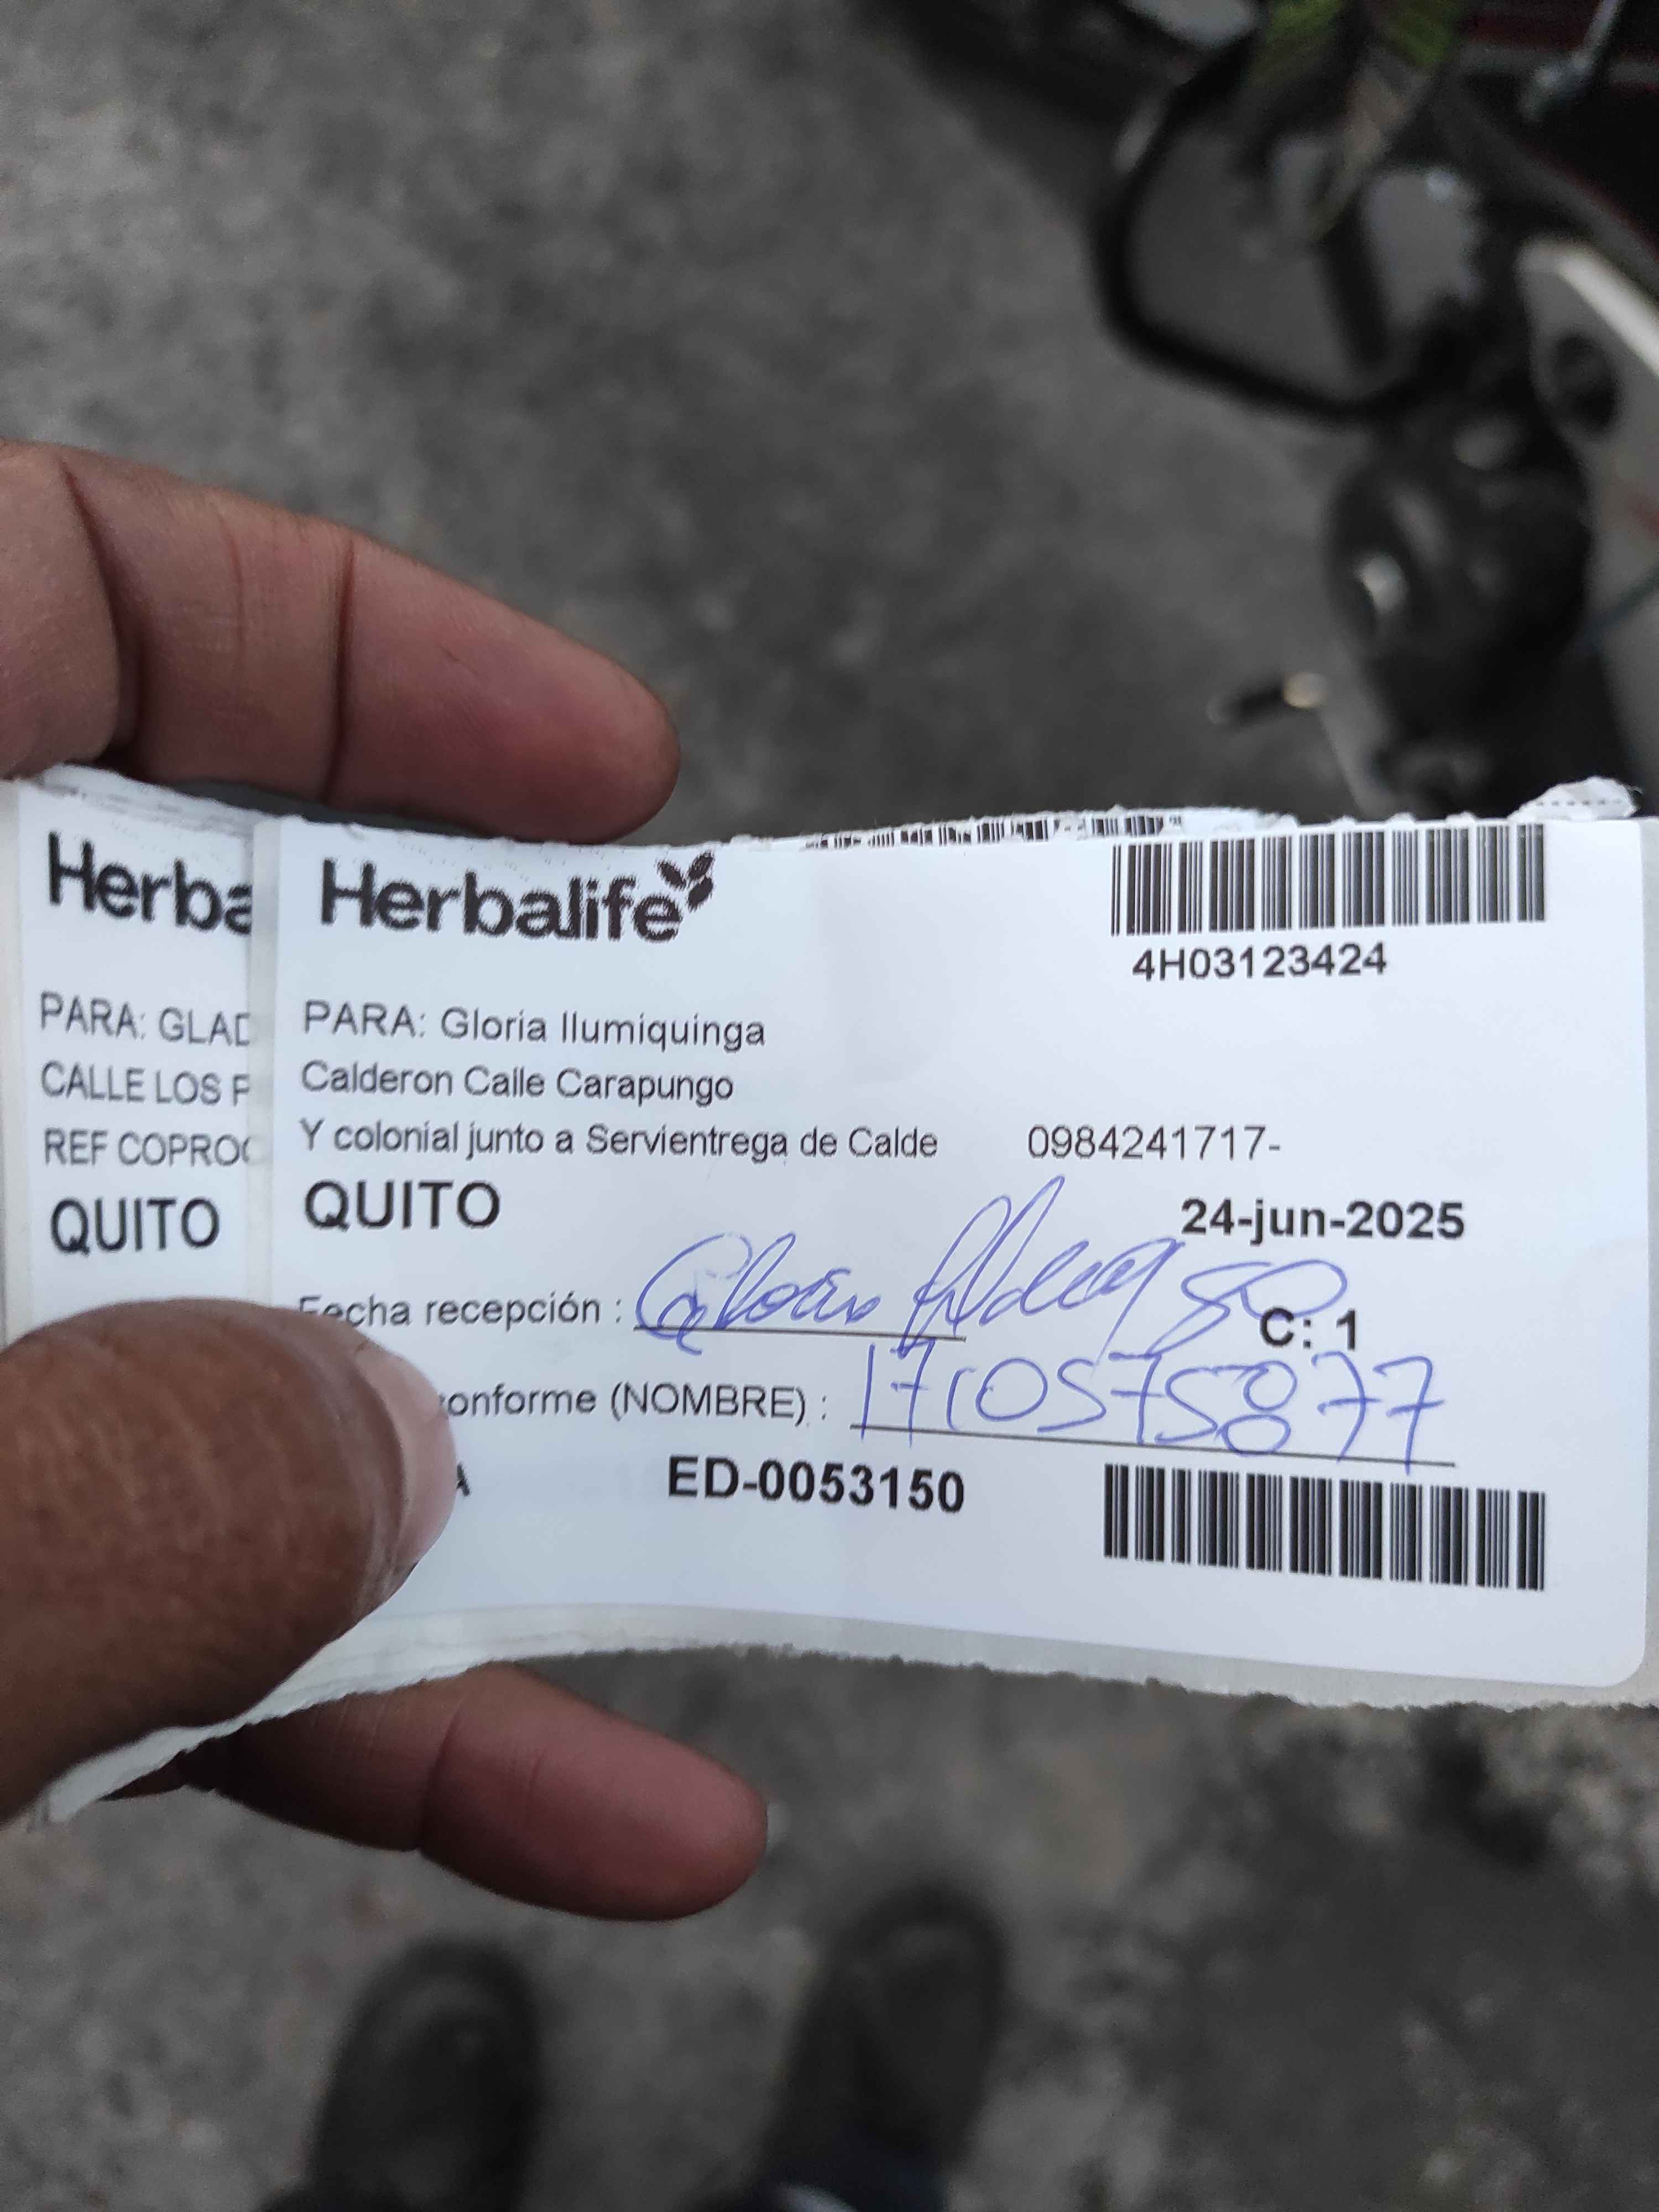 Herba
PARA: GLAD
CALLE LOS
REF COPROC
QUITO
Herbalife
4H03123424
PARA: Gloria Ilumiquinga
Calderon Calle Carapungo
Y colonial junto a Servientrega de Calde 0984241717-
QUITO
24-jun-2025
Fecha recepción :
C: 1
conforme (NOMBRE) : 1710575877
A ED-0053150